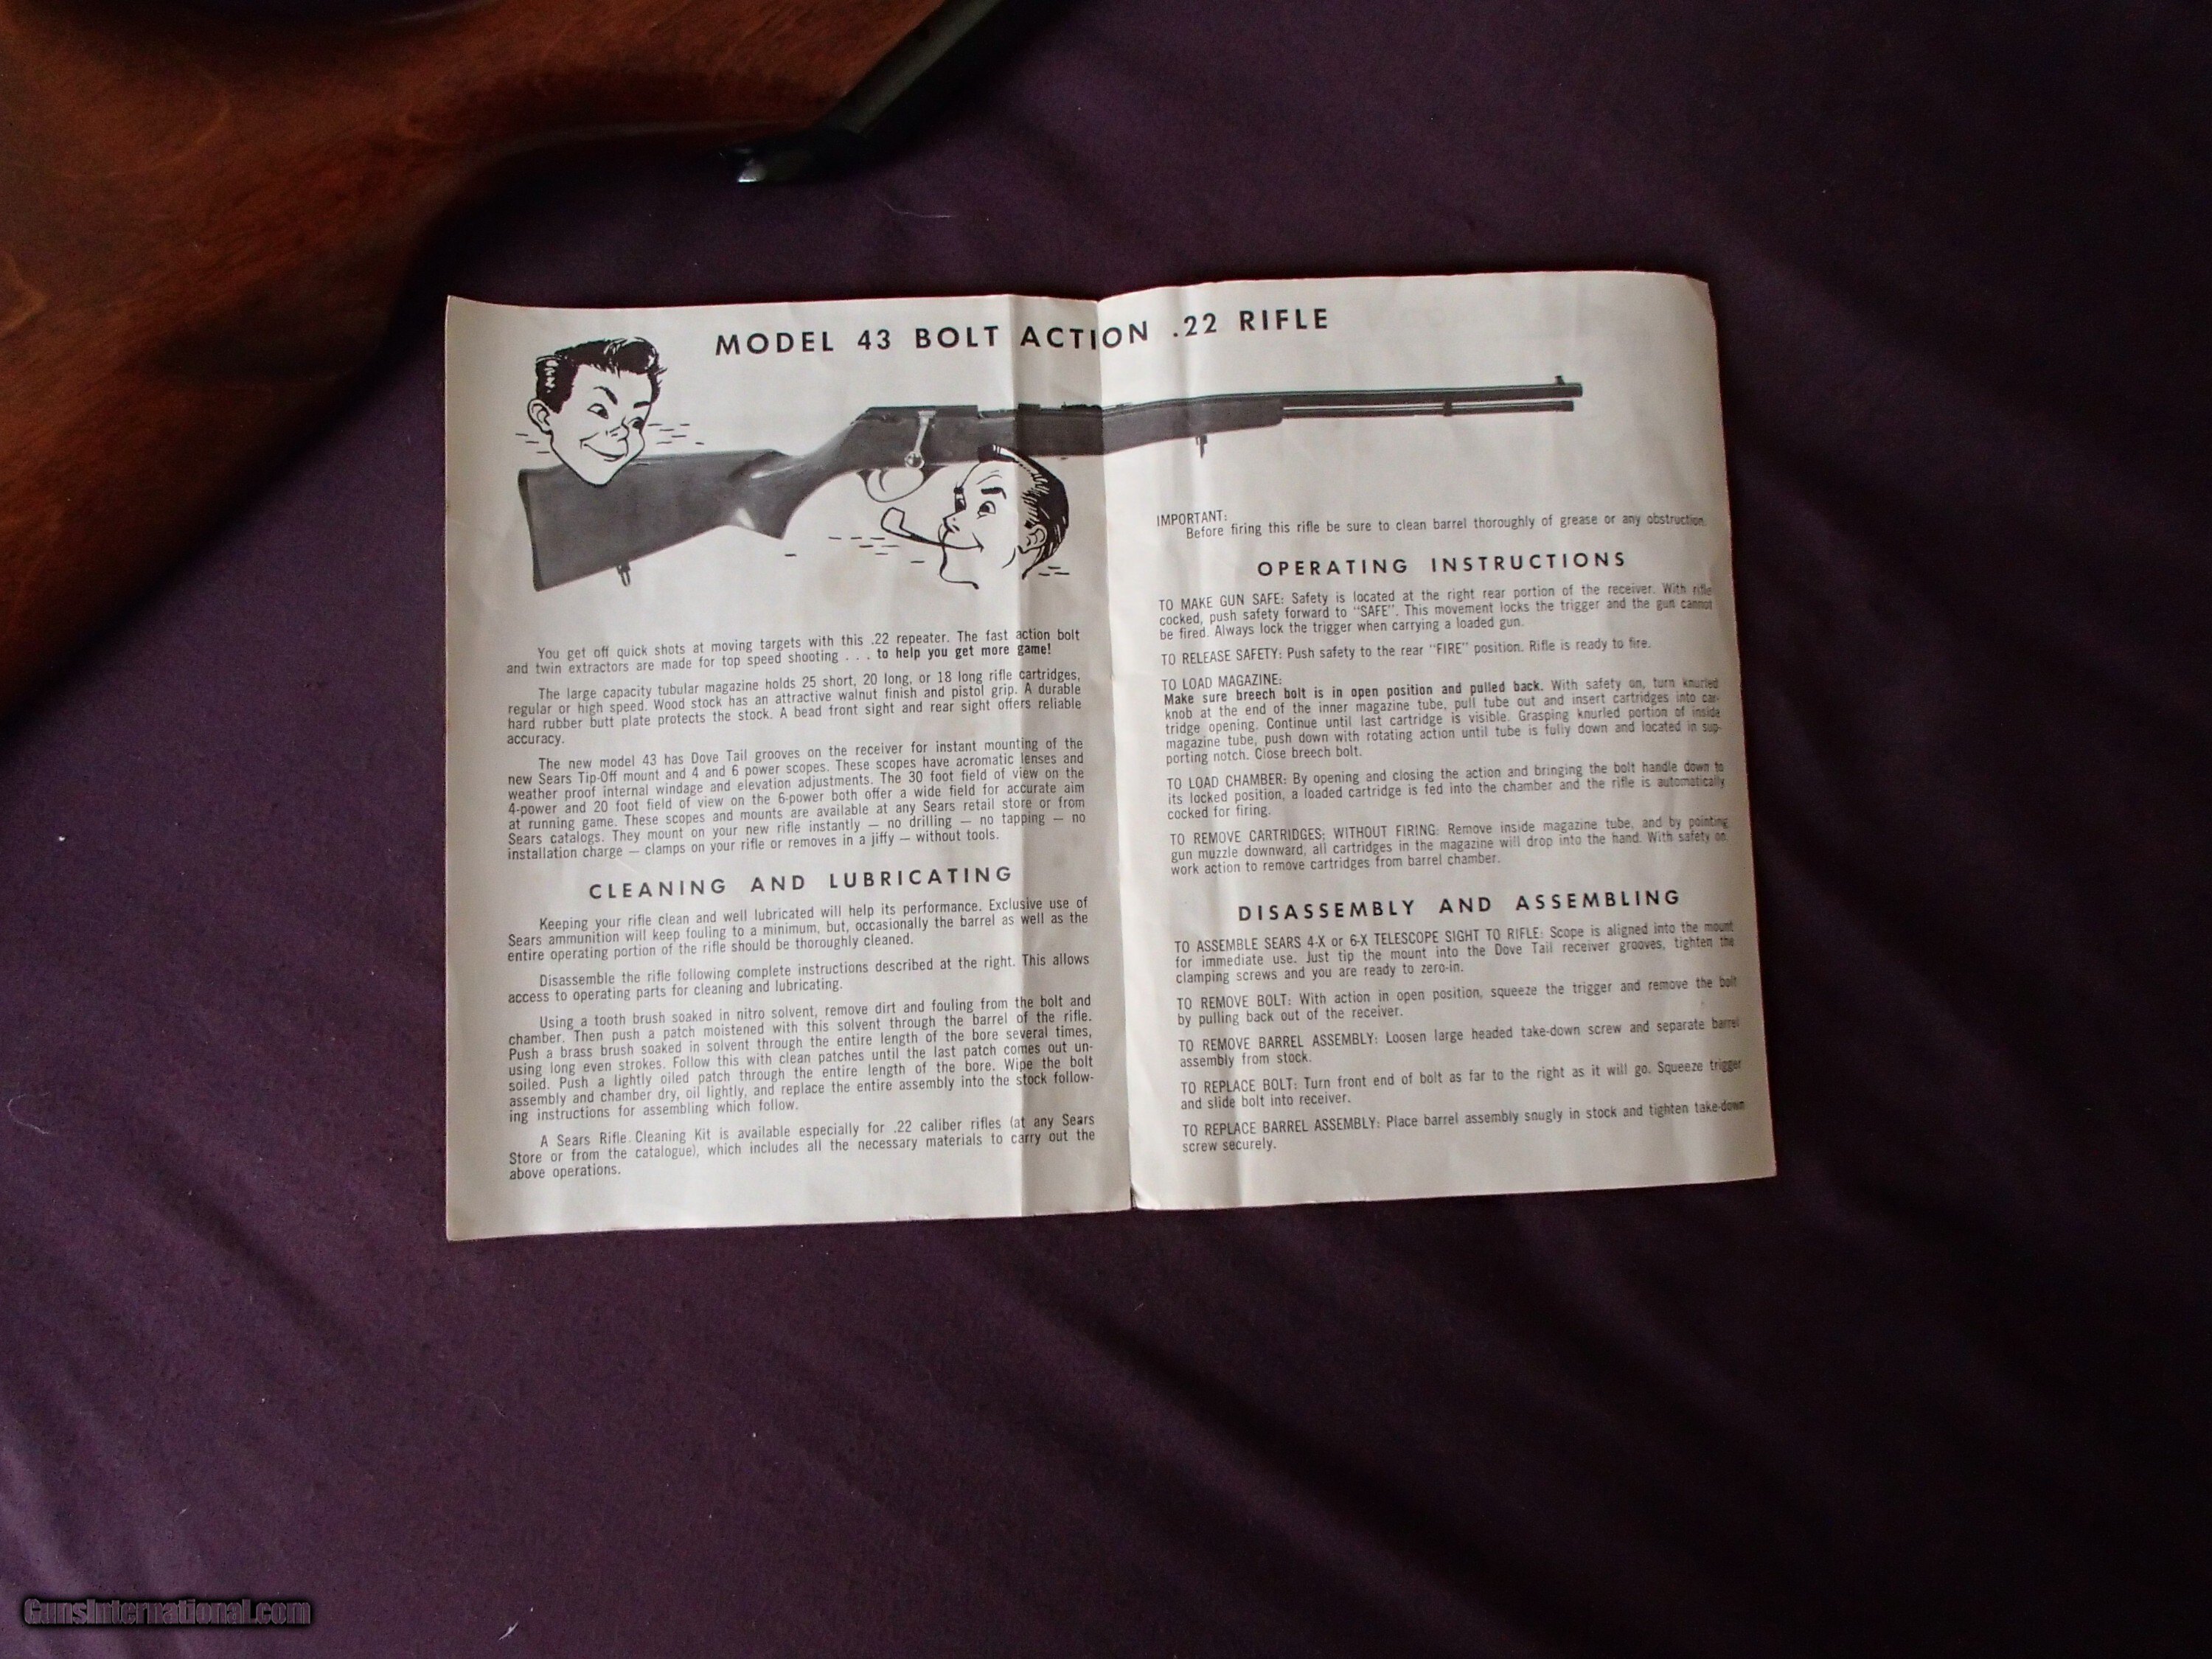 MODEL 43 BOLT ACTION .22 RIFLE
You get off quick shots at moving targets with this .22 repeater. The fast action bolt
and twin extractors are made for top speed shooting . . . to help you get more game!
The large capacity tubular magazine holds 25 short, 20 long, or 18 long rifle cartridges,
regular or high speed. Wood stock has an attractive walnut finish and pistol grip. A durable
hard rubber butt plate protects the stock. A bead front sight and rear sight offers reliable
accuracy.
The new model 43 has Dove Tail grooves on the receiver for instant mounting of the
new Sears Tip-Off mount and 4 and 6 power scopes. These scopes have acromatic lenses and
weather proof internal windage and elevation adjustments. The 30 foot field of view on the
4-power and 20 foot field of view on the 6-power both offer a wide field for accurate aim
at running game. These scopes and mounts are available at any Sears retail store or from
Sears catalogs. They mount on your new rifle instantly — no drilling — no tapping — no
installation charge — clamps on your rifle or removes in a jiffy — without tools.
CLEANING AND LUBRICATING
Keeping your rifle clean and well lubricated will help its performance. Exclusive use of
Sears ammunition will keep fouling to a minimum, but, occasionally the barrel as well as the
entire operating portion of the rifle should be thoroughly cleaned.
Disassemble the rifle following complete instructions described at the right. This allows
access to operating parts for cleaning and lubricating.
Using a tooth brush soaked in nitro solvent, remove dirt and fouling from the bolt and
chamber. Then push a patch moistened with this solvent through the barrel of the rifle.
Push a brass brush soaked in solvent through the entire length of the bore several times,
using long even strokes. Follow this with clean patches until the last patch comes out un-
soiled. Push a lightly oiled patch through the entire length of the bore. Wipe the bolt
assembly and chamber dry, oil lightly, and replace the entire assembly into the stock follow-
ing instructions for assembling which follow.
A Sears Rifle Cleaning Kit is available especially for .22 caliber rifles (at any Sears
Store or from the catalogue), which includes all the necessary materials to carry out the
above operations.
IMPORTANT:
Before firing this rifle be sure to clean barrel thoroughly of grease or any obstruction.
OPERATING INSTRUCTIONS
TO MAKE GUN SAFE: Safety is located at the right rear portion of the receiver. With rifle
cocked, push safety forward to "SAFE". This movement locks the trigger and the gun cannot
be fired. Always lock the trigger when carrying a loaded gun.
TO RELEASE SAFETY: Push safety to the rear "FIRE" position. Rifle is ready to fire.
TO LOAD MAGAZINE:
Make sure breech bolt is in open position and pulled back. With safety on, turn knurled
knob at the end of the inner magazine tube, pull tube out and insert cartridges into car-
tridge opening. Continue until last cartridge is visible. Grasping knurled portion of inside
magazine tube, push down with rotating action until tube is fully down and located in sup-
porting notch. Close breech bolt.
TO LOAD CHAMBER: By opening and closing the action and bringing the bolt handle down to
its locked position, a loaded cartridge is fed into the chamber and the rifle is automatically
cocked for firing.
TO REMOVE CARTRIDGES; WITHOUT FIRING: Remove inside magazine tube, and by pointing
gun muzzle downward, all cartridges in the magazine will drop into the hand. With safety on,
work action to remove cartridges from barrel chamber.
DISASSEMBLY AND ASSEMBLING
TO ASSEMBLE SEARS 4-X or 6-X TELESCOPE SIGHT TO RIFLE: Scope is aligned into the mount
for immediate use. Just tip the mount into the Dove Tail receiver grooves, tighten the
clamping screws and you are ready to zero-in.
TO REMOVE BOLT: With action in open position, squeeze the trigger and remove the bolt
by pulling back out of the receiver.
TO REMOVE BARREL ASSEMBLY: Loosen large headed take-down screw and separate barrel
assembly from stock.
TO REPLACE BOLT: Turn front end of bolt as far to the right as it will go. Squeeze trigger
and slide bolt into receiver.
TO REPLACE BARREL ASSEMBLY: Place barrel assembly snugly in stock and tighten take-down
screw securely.
GunsInternational.com